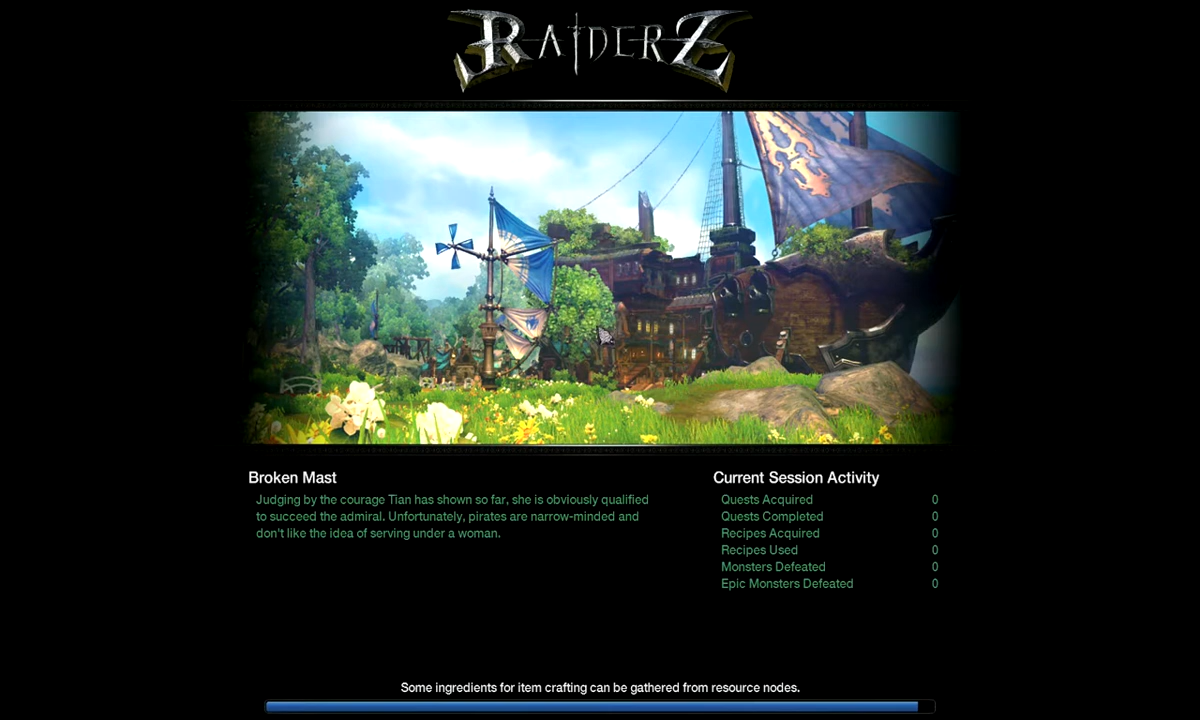 RAIDERZ
Broken Mast
Judging by the courage Tian has shown so far, she is obviously qualified
to succeed the admiral. Unfortunately, pirates are narrow-minded and
don't like the idea of serving under a woman.
Current Session Activity
Quests Acquired 0
Quests Completed 0
Recipes Acquired 0
Recipes Used 0
Monsters Defeated 0
Epic Monsters Defeated 0
Some ingredients for item crafting can be gathered from resource nodes.